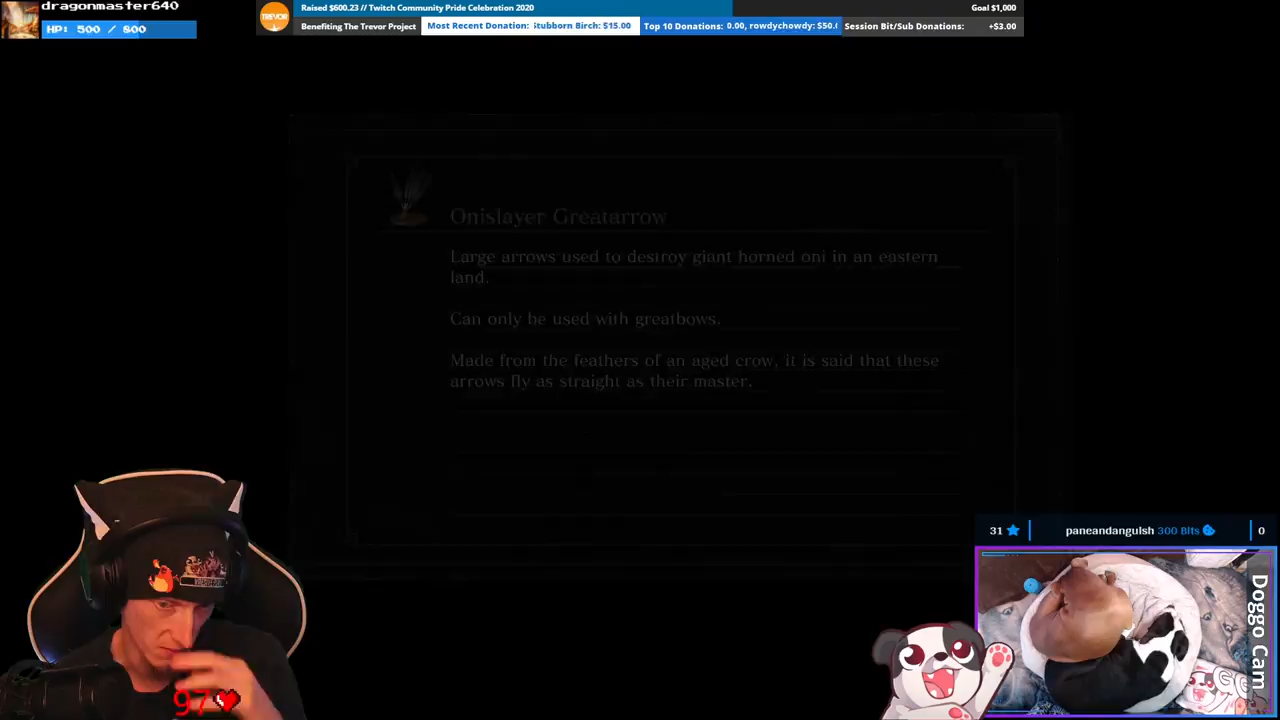 dragonmaster640
HP: 500 / 800
TREVOR
Raised $600.23 // Twitch Community Pride Celebration 2020
Goal $1,000
Benefiting The Trevor Project
Most Recent Donation: Stubborn Birch: $15.00
Top 10 Donations: 0.00, rowdychowdy: $50.
Session Bit/Sub Donations: +$3.00
Onislayer Greatarrow
Large arrows used to destroy giant horned oni in an eastern
land.
Can only be used with greatbows.
Made from the feathers of an aged crow, it is said that these
arrows fly as straight as their master.
31
paneandanguish 300 Bits
0
Doggo Cam
97